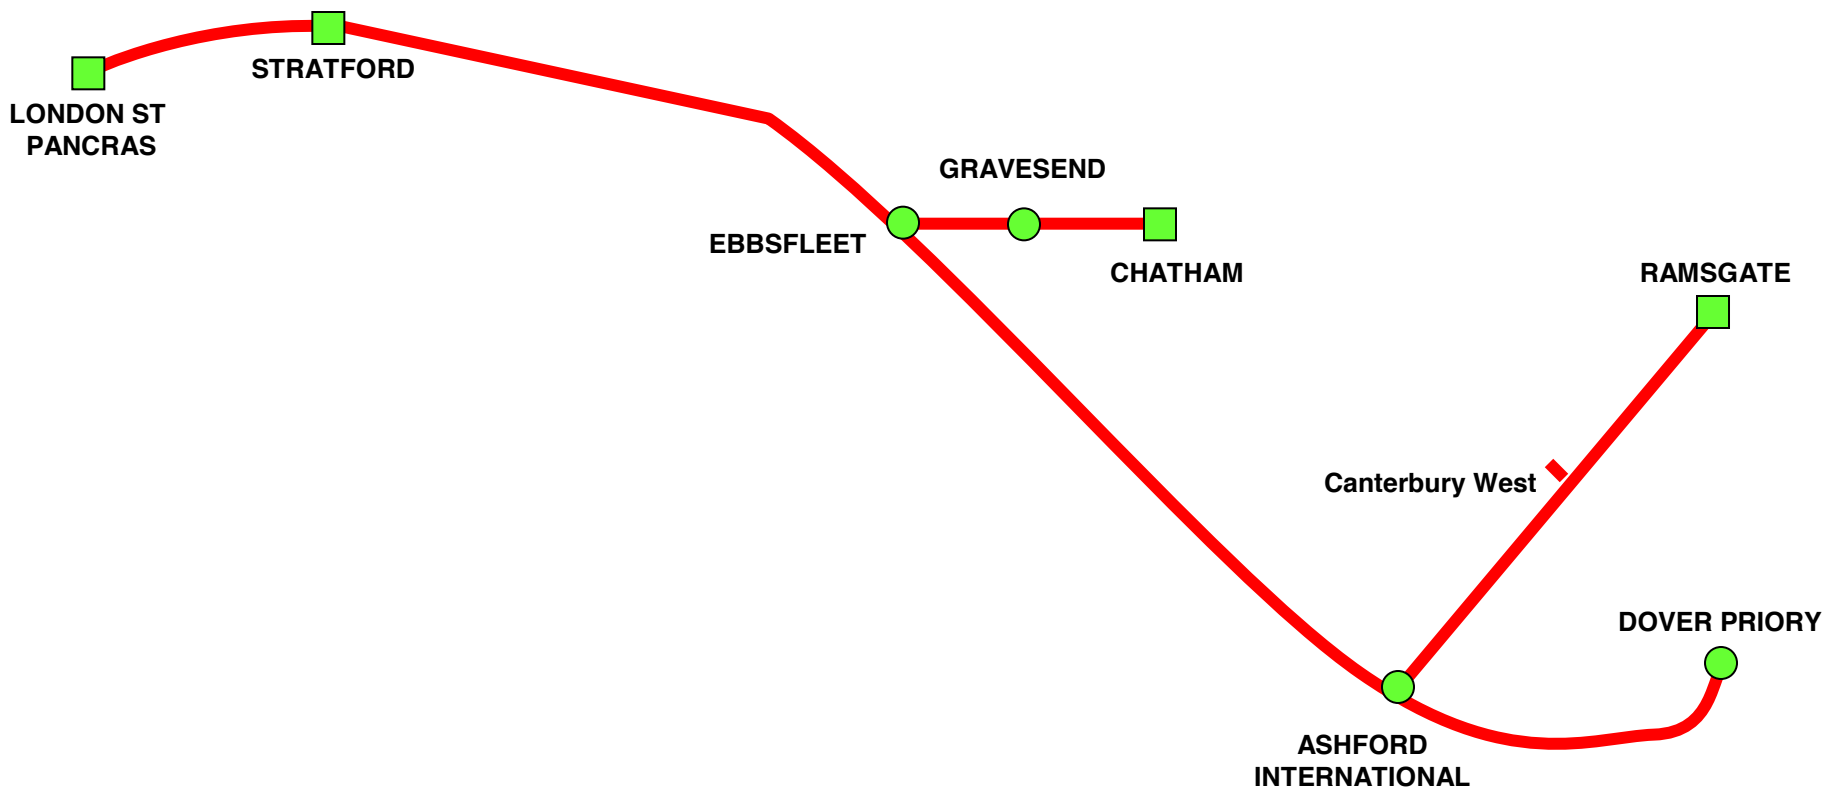 STRATFORD
LONDON ST
PANCRAS
GRAVESEND
EBBSFLEET
CHATHAM
RAMSGATE
Canterbury West
DOVER PRIORY
ASHFORD
INTERNATIONAL